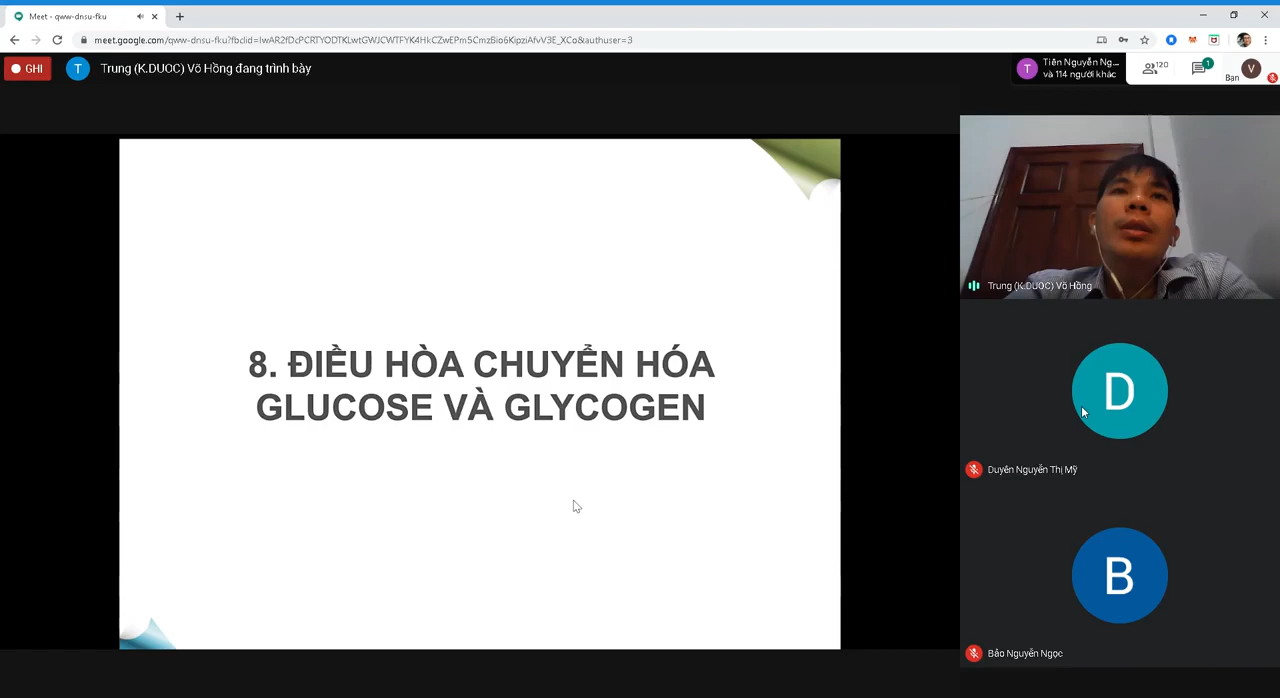 Meet - qww-dnsu-fku
meet.google.com/qww-dnsu-fku?fbclid=IwAR2fDcPCRTYODTKLwtGWJCWTFYK4HkCZwEPm5CmzBio6KipziAfvV3E_XCo&authuser=3
GHI
T
Trung (K.DUOC) Võ Hồng đang trình bày
T
Tiên Nguyễn Ng...
và 114 người khác
120
1
Bạn
V
8. ĐIỀU HÒA CHUYỂN HÓA
GLUCOSE VÀ GLYCOGEN
Trung (K.DUOC) Võ Hồng
D
Duyên Nguyễn Thị Mỹ
B
Bảo Nguyễn Ngọc